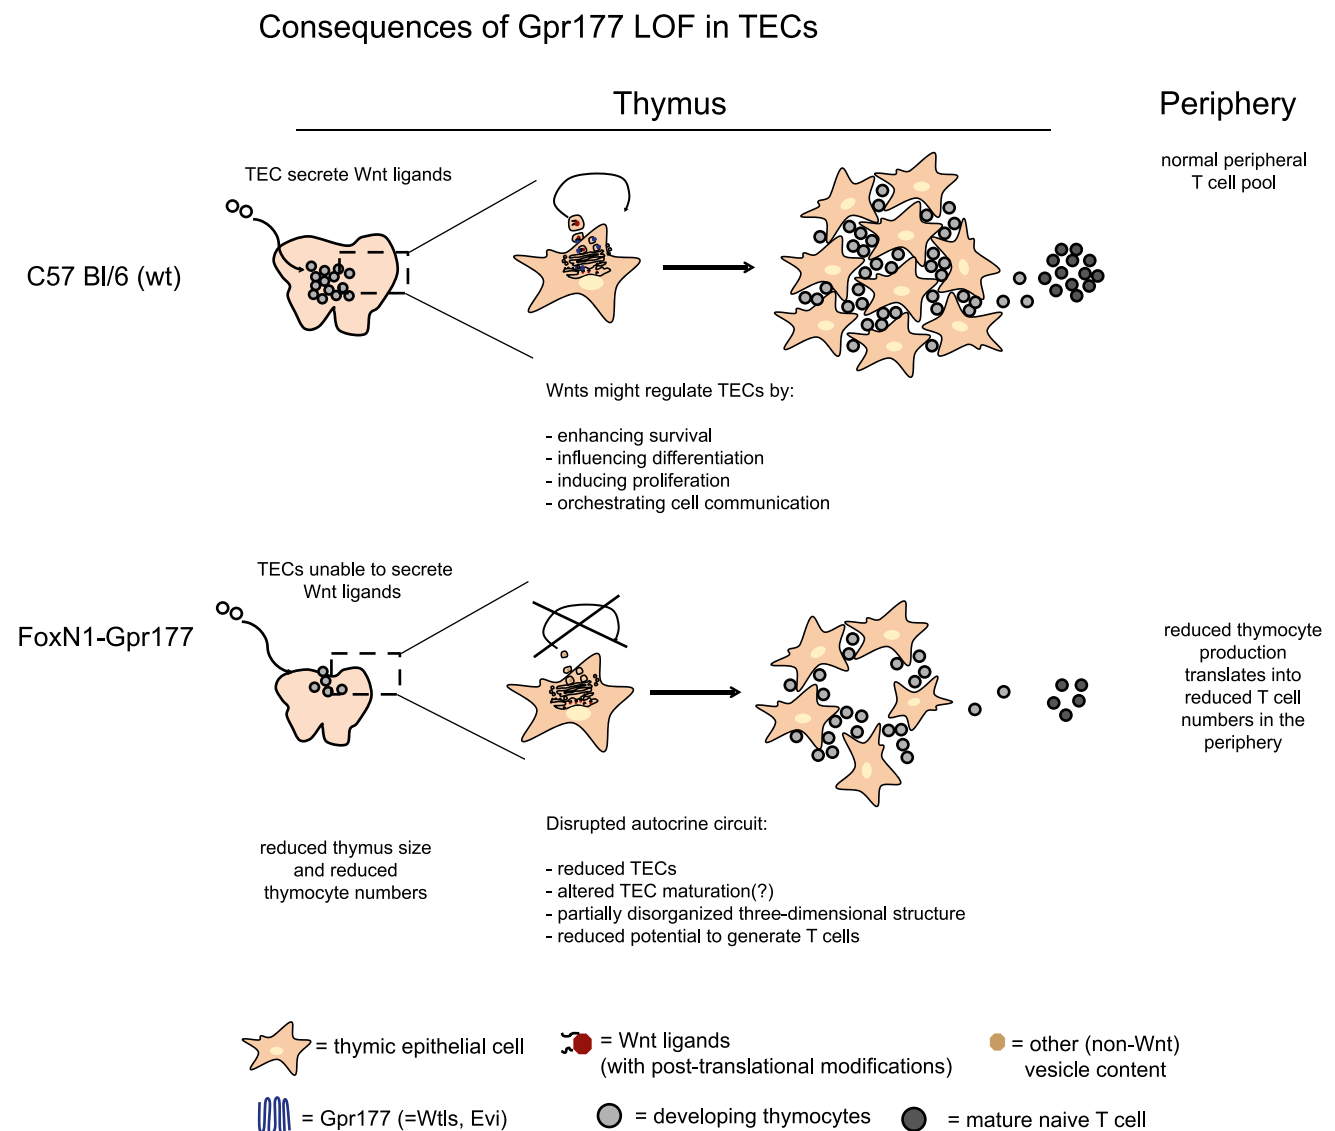 Consequences of Gpr177 LOF in TECs
Thymus
Periphery
TEC secrete Wnt ligands
normal peripheral
T cell pool
C57 Bl/6 (wt)
Wnts might regulate TECs by:
- enhancing survival
- influencing differentiation
- inducing proliferation
- orchestrating cell communication
TECs unable to secrete
Wnt ligands
FoxN1-Gpr177
reduced thymocyte
production
translates into
reduced T cell
numbers in the
periphery
reduced thymus size
and reduced
thymocyte numbers
Disrupted autocrine circuit:
- reduced TECs
- altered TEC maturation(?)
- partially disorganized three-dimensional structure
- reduced potential to generate T cells
= thymic epithelial cell
= Wnt ligands
(with post-translational modifications)
= other (non-Wnt)
vesicle content
= Gpr177 (=Wtls, Evi)
= developing thymocytes
= mature naive T cell